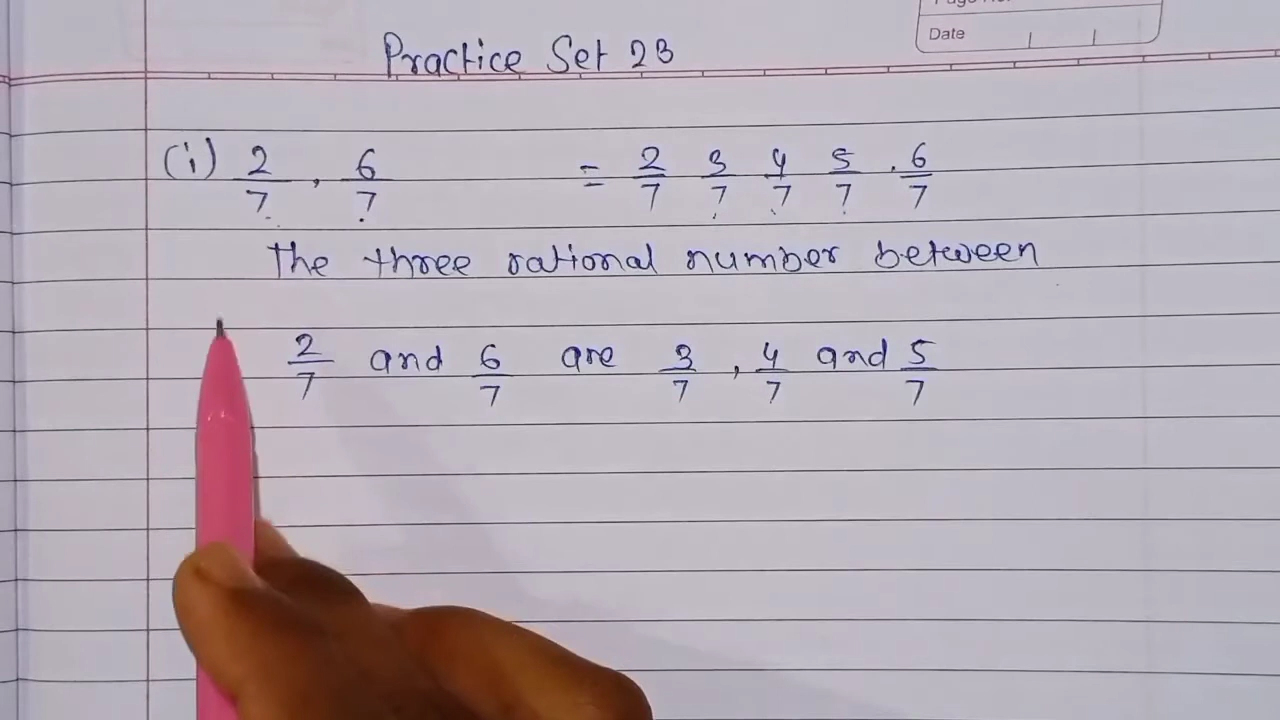 Date
Practice Set 23
(i) 2/7 , 6/7 = 2/7 3/7 4/7 5/7 . 6/7
The three rational number between
2/7 and 6/7 are 3/7 , 4/7 and 5/7